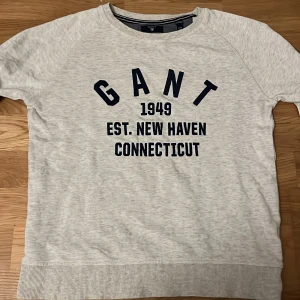 GANT
1949
EST. NEW HAVEN
CONNECTICUT